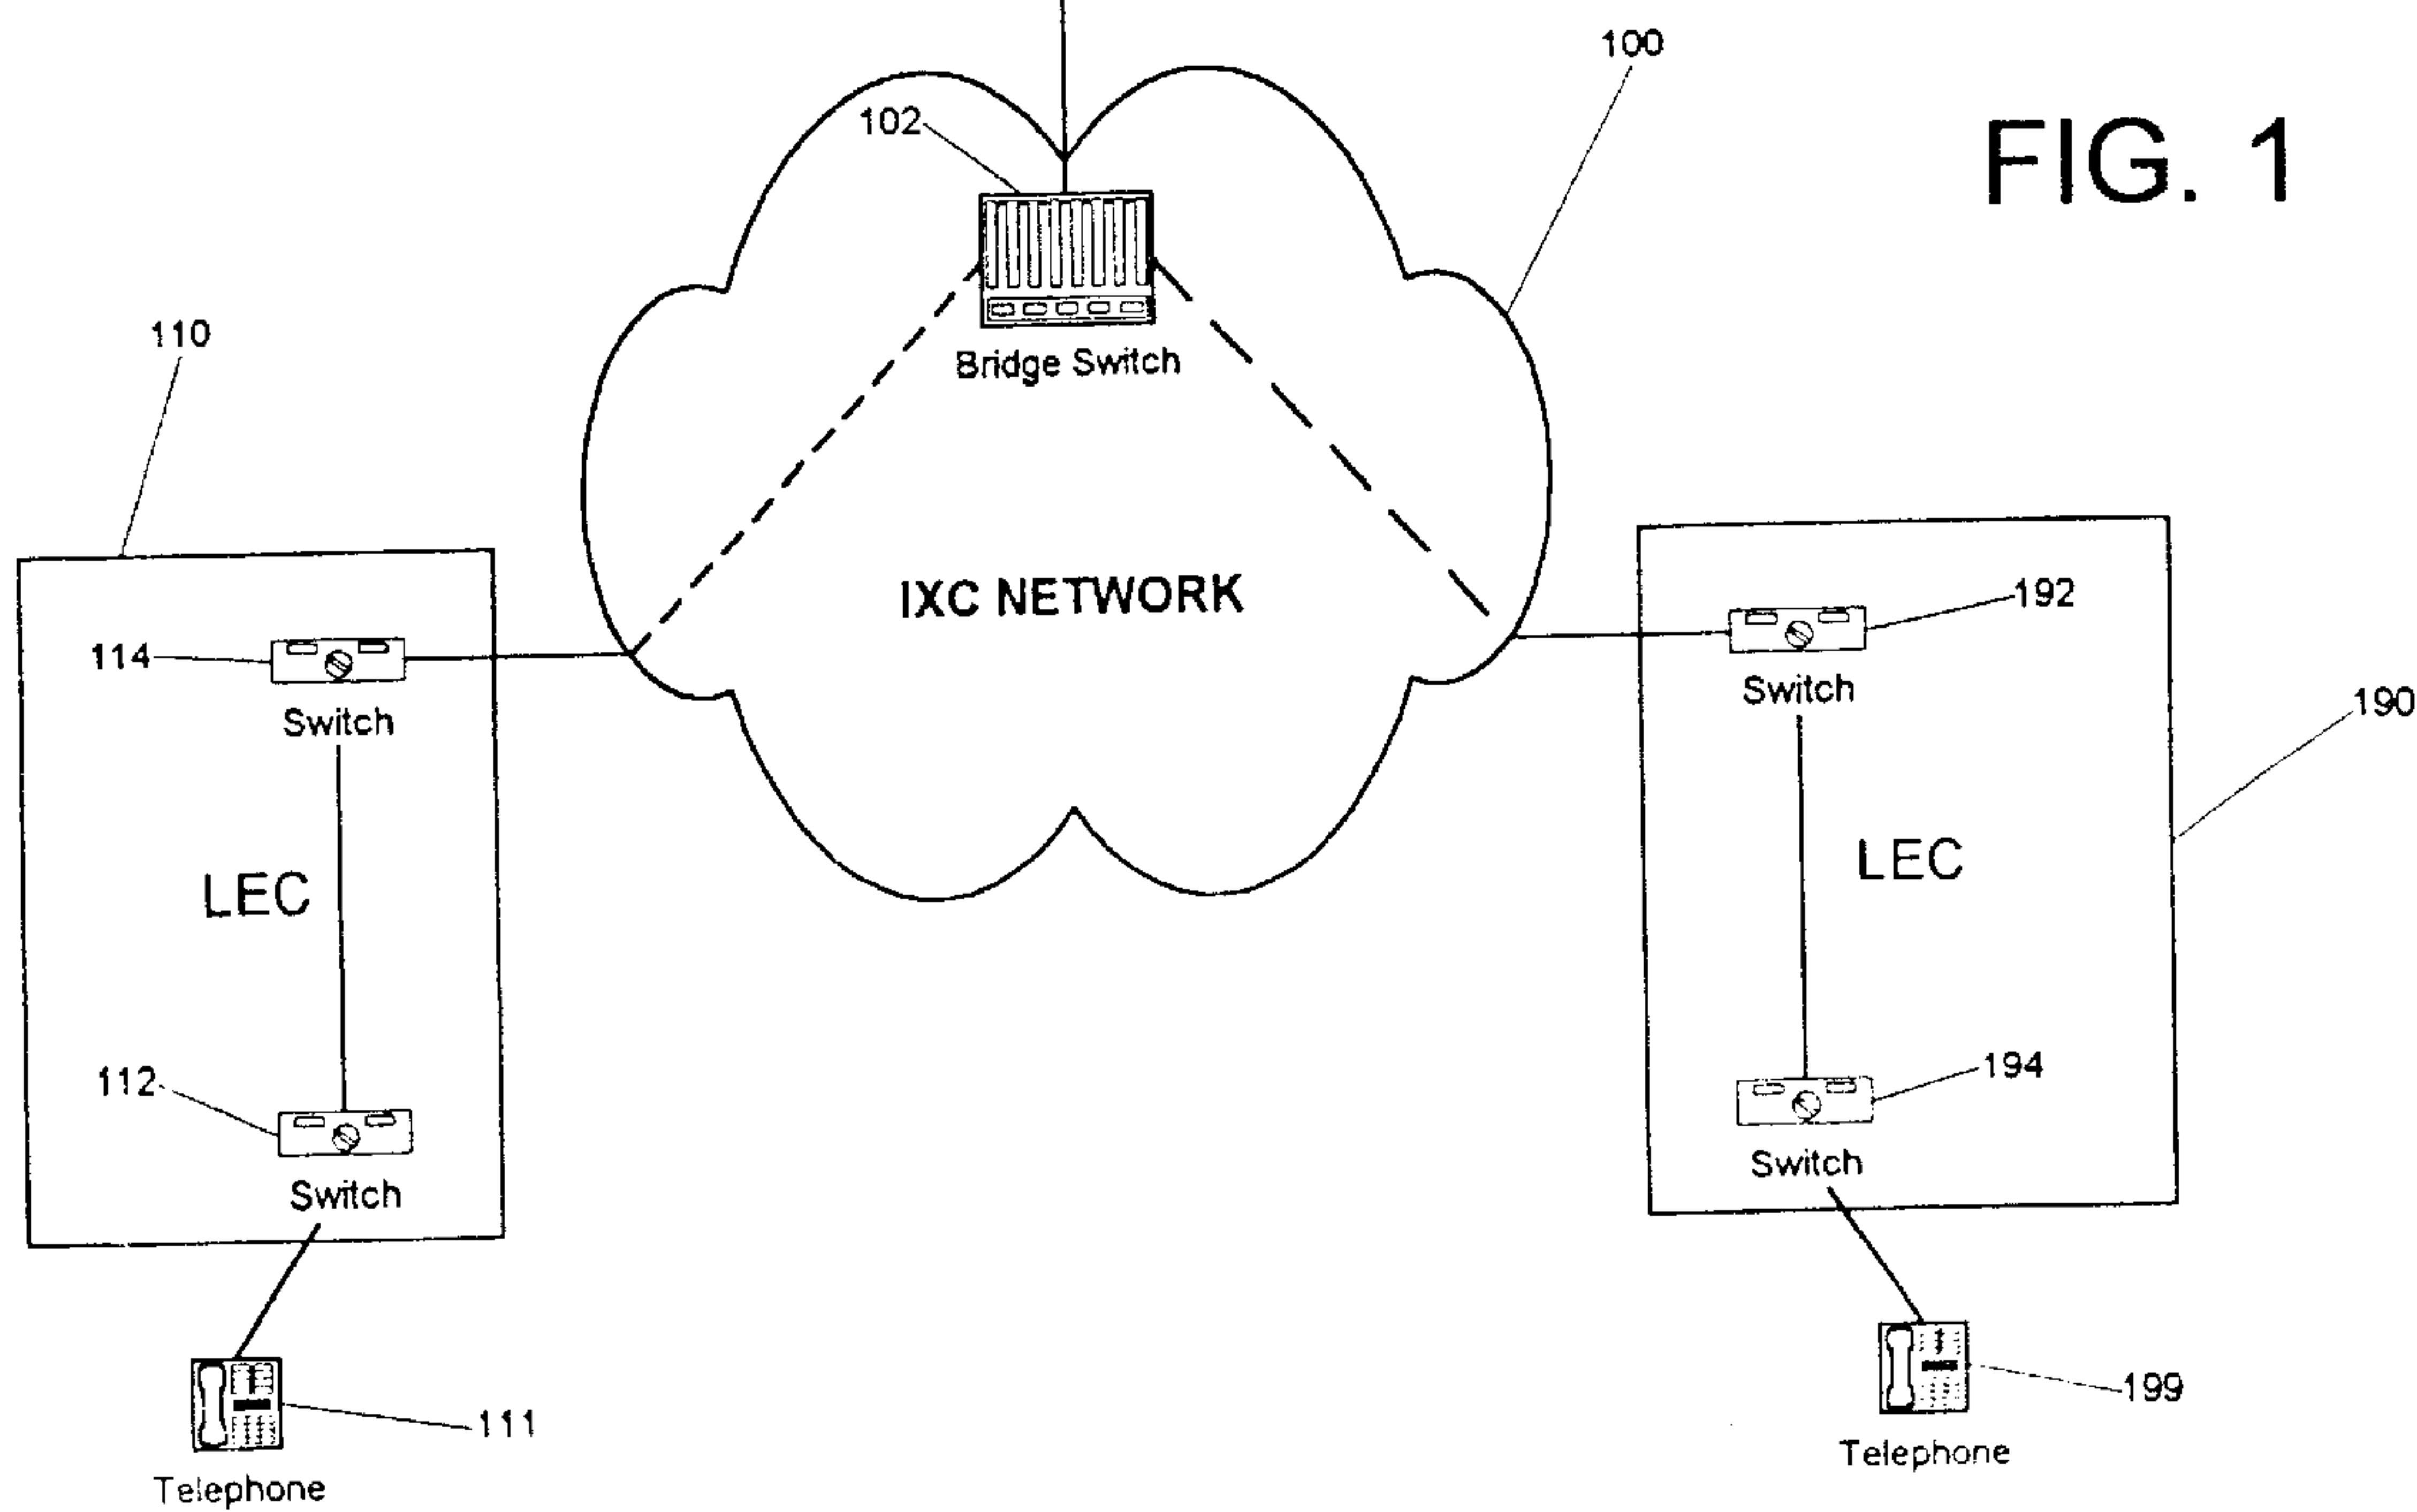 100
102
FIG. 1
Bridge Switch
110
IXC NETWORK
192
114
Switch
Switch
190
LEC
LEC
112
194
Switch
Switch
199
111
Telephone
Telephone